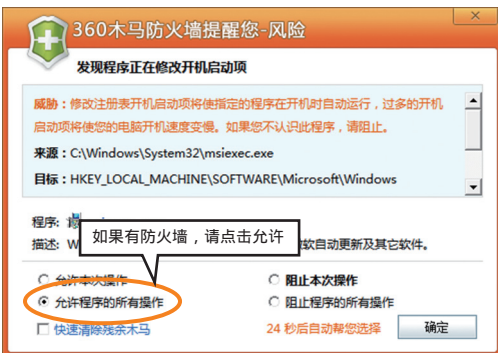 360木马防火墙提醒您-风险
发现程序正在修改开机启动项
威胁：修改注册表开机启动项将使指定的程序在开机时自动运行，过多的开机
启动项将使您的电脑开机速度变慢。如果您不认识此程序，请阻止。
来源：C:\Windows\System32\msiexec.exe
目标：HKEY_LOCAL_MACHINE\SOFTWARE\Microsoft\Windows
程序:
如果有防火墙，请点击允许
描述: W 软自动更新及其它软件。
允许本次操作
阻止本次操作
允许程序的所有操作
阻止程序的所有操作
快速清除残余木马
24 秒后自动帮您选择
确定